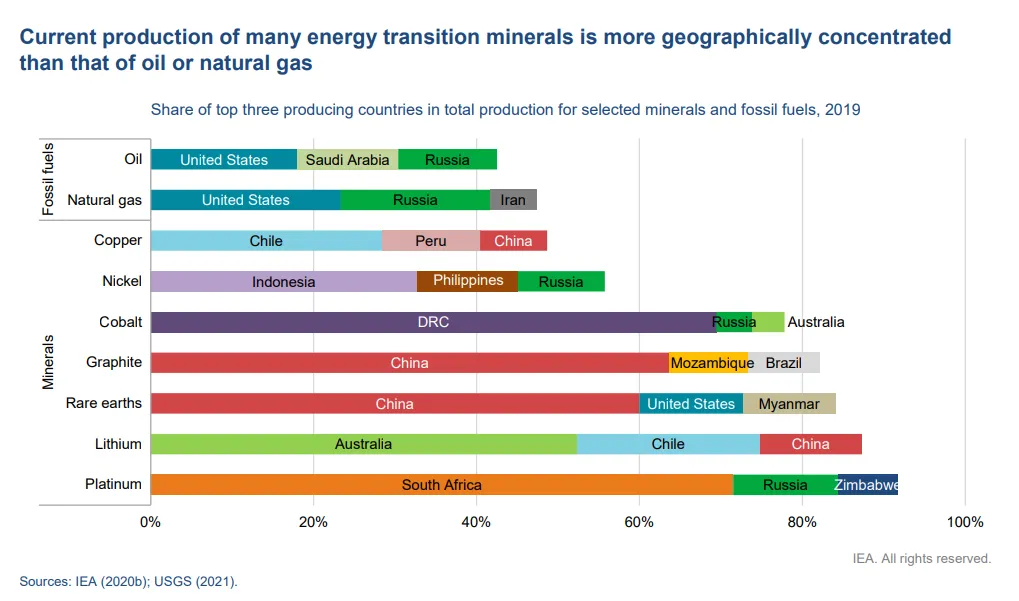 Current production of many energy transition minerals is more geographically concentrated
than that of oil or natural gas
Share of top three producing countries in total production for selected minerals and fossil fuels, 2019
Fossil fuels
Oil
United States
Saudi Arabia
Russia
Natural gas
United States
Russia
Iran
Minerals
Copper
Chile
Peru
China
Nickel
Indonesia
Philippines
Russia
Cobalt
DRC
Russia
Australia
Graphite
China
Mozambique
Brazil
Rare earths
China
United States
Myanmar
Lithium
Australia
Chile
China
Platinum
South Africa
Russia
Zimbabwe
0%
20%
40%
60%
80%
100%
IEA. All rights reserved.
Sources: IEA (2020b); USGS (2021).